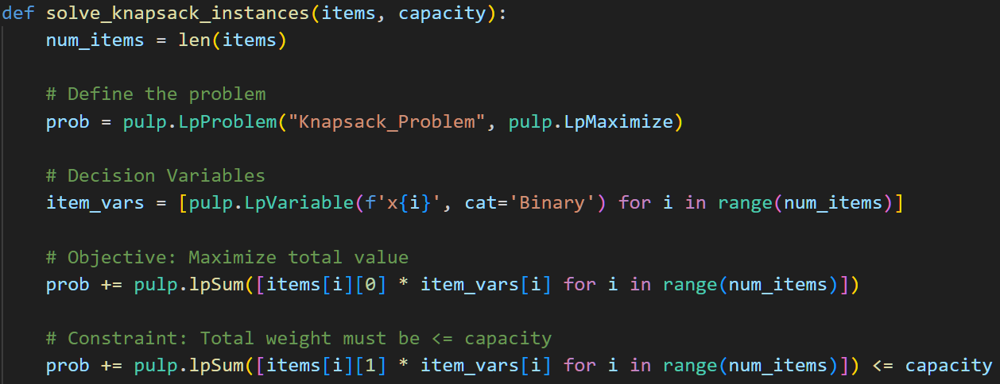 def solve_knapsack_instances(items, capacity):
    num_items = len(items)

    # Define the problem
    prob = pulp.LpProblem("Knapsack_Problem", pulp.LpMaximize)

    # Decision Variables
    item_vars = [pulp.LpVariable(f'x{i}', cat='Binary') for i in range(num_items)]

    # Objective: Maximize total value
    prob += pulp.lpSum([items[i][0] * item_vars[i] for i in range(num_items)])

    # Constraint: Total weight must be <= capacity
    prob += pulp.lpSum([items[i][1] * item_vars[i] for i in range(num_items)]) <= capacity